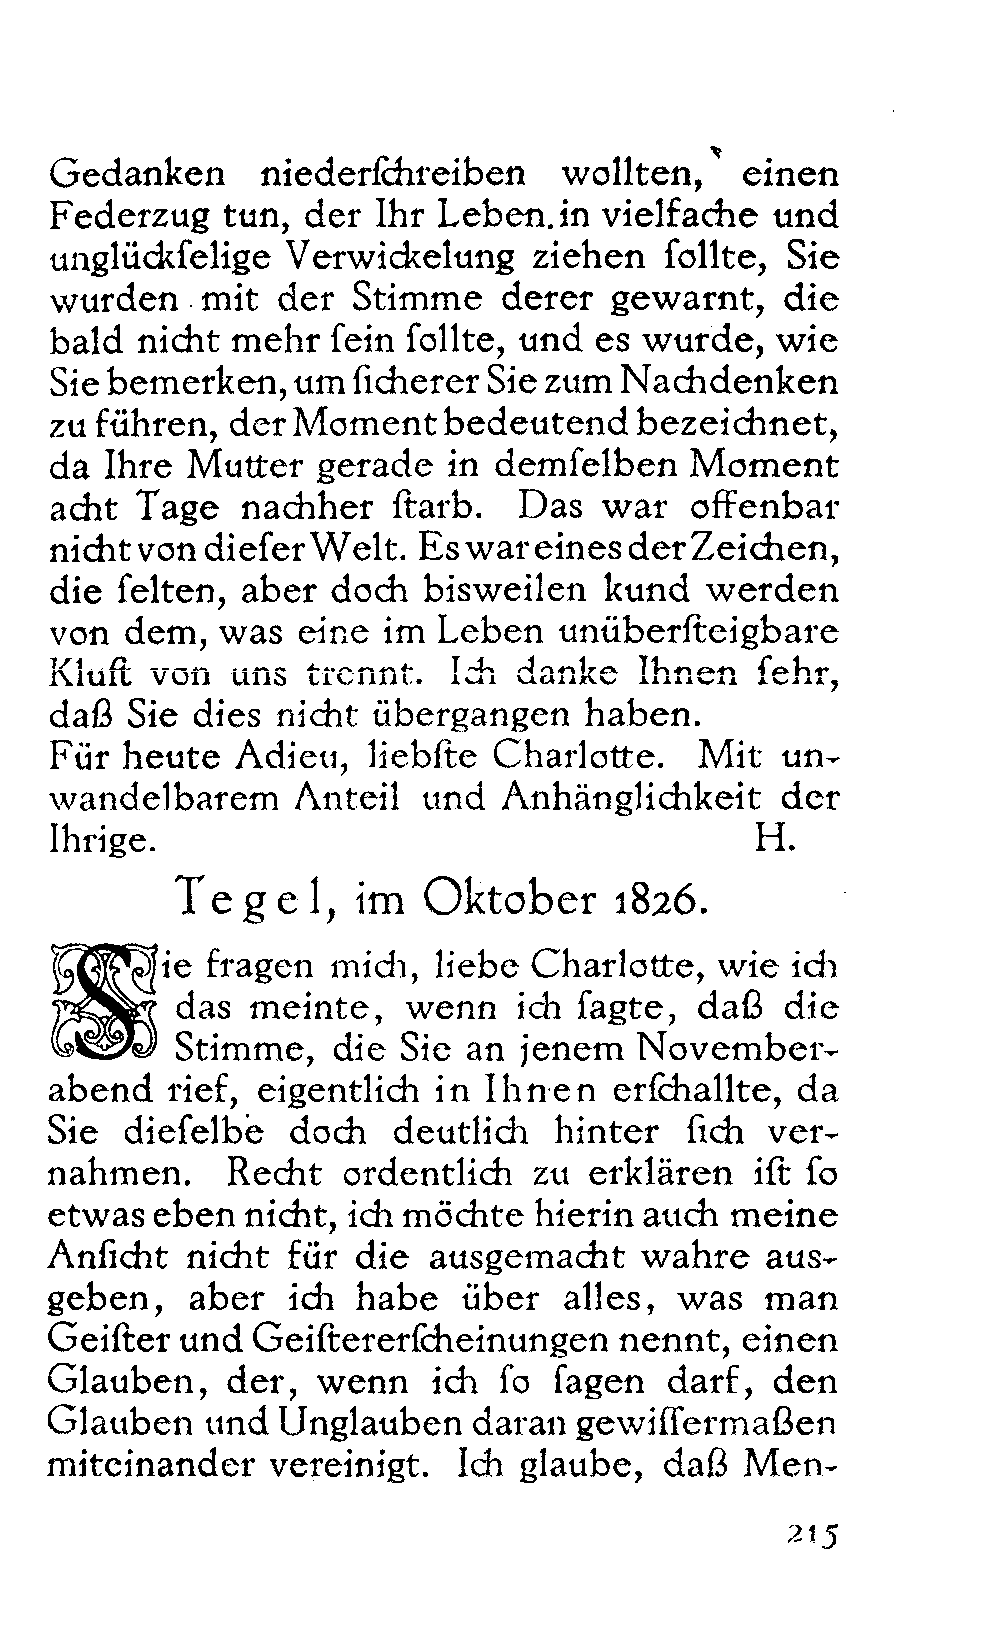 Gedanken niederſchreiben wollten, einen
Federzug tun, der Ihr Leben in vielfache und
unglückſelige Verwickelung ziehen ſollte, Sie
wurden mit der Stimme derer gewarnt, die
bald nicht mehr ſein ſollte, und es wurde, wie
Sie bemerken, um ſicherer Sie zum Nachdenken
zu führen, der Moment bedeutend bezeichnet,
da Ihre Mutter gerade in demſelben Moment
acht Tage nachher ſtarb. Das war offenbar
nicht von dieſer Welt. Es war eines der Zeichen,
die ſelten, aber doch bisweilen kund werden
von dem, was eine im Leben unüberſteigbare
Kluft von uns trennt. Ich danke Ihnen ſehr,
daß Sie dies nicht übergangen haben.
Für heute Adieu, liebſte Charlotte. Mit un-
wandelbarem Anteil und Anhänglichkeit der
Ihrige. H.
Tegel, im Oktober 1826.
Sie fragen mich, liebe Charlotte, wie ich
das meinte, wenn ich ſagte, daß die
Stimme, die Sie an jenem November-
abend rief, eigentlich in Ihnen erſchallte, da
Sie dieſelbe doch deutlich hinter ſich ver-
nahmen. Recht ordentlich zu erklären iſt ſo
etwas eben nicht, ich möchte hierin auch meine
Anſicht nicht für die ausgemacht wahre aus-
geben, aber ich habe über alles, was man
Geiſter und Geiſtererſcheinungen nennt, einen
Glauben, der, wenn ich ſo ſagen darf, den
Glauben und Unglauben daran gewiſſermaßen
miteinander vereinigt. Ich glaube, daß Men-
215